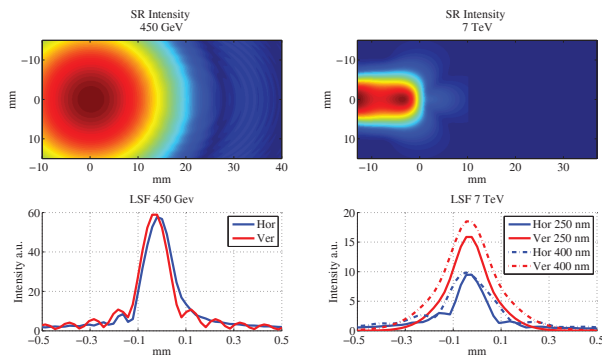 SR Intensity
450 GeV
mm
−10
0
10
−10 0 10 20 30 40
mm
SR Intensity
7 TeV
mm
−10
0
10
−10 0 10 20 30
mm
LSF 450 Gev
Intensity a.u.
60
40
20
0
−0.5 −0.3 −0.1 0.1 0.3 0.5
mm
Hor
Ver
LSF 7 TeV
Intensity a.u.
20
15
10
5
0
−0.5 −0.3 −0.1 0.1 0.3 0.5
mm
Hor 250 nm
Ver 250 nm
Hor 400 nm
Ver 400 nm